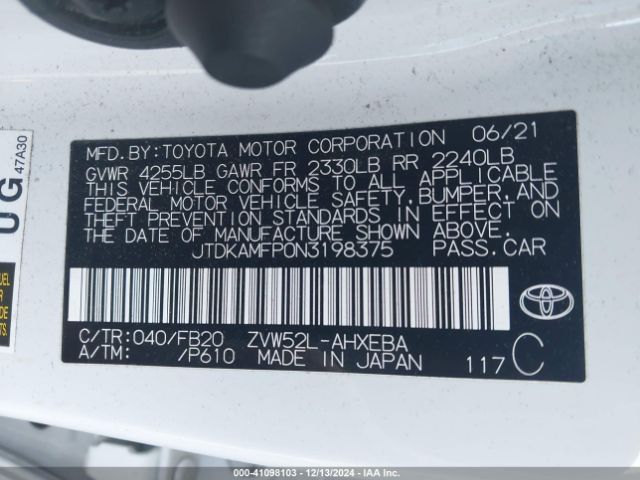 MFD.BY:TOYOTA MOTOR CORPORATION 06/21
GVWR 4255LB GAWR FR 2330LB RR 2240LB
THIS VEHICLE CONFORMS TO ALL APPLICABLE
FEDERAL MOTOR VEHICLE SAFETY,BUMPER,AND
THEFT PREVENTION STANDARDS IN EFFECT ON
THE DATE OF MANUFACTURE SHOWN ABOVE.
JTDKAMFP0N3198375 PASS.CAR
C/TR:040/FB20 ZVW52L-AHXEBA
A/TM: /P610 MADE IN JAPAN 117 C
TOYOTA
UG
47A30
000-41098103 - 12/13/2024 - IAAI.com